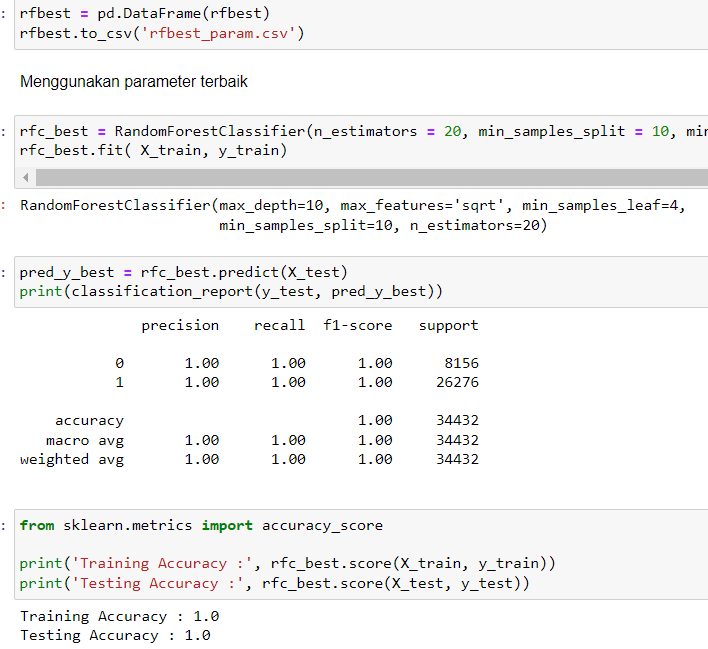 : rfbest = pd.DataFrame(rfbest)
rfbest.to_csv('rfbest_param.csv')
Menggunakan parameter terbaik
: rfc_best = RandomForestClassifier(n_estimators = 20, min_samples_split = 10, min
rfc_best.fit( X_train, y_train)
: RandomForestClassifier(max_depth=10, max_features='sqrt', min_samples_leaf=4,
min_samples_split=10, n_estimators=20)
: pred_y_best = rfc_best.predict(X_test)
print(classification_report(y_test, pred_y_best))
precision recall f1-score support
0 1.00 1.00 1.00 8156
1 1.00 1.00 1.00 26276
accuracy 1.00 34432
macro avg 1.00 1.00 1.00 34432
weighted avg 1.00 1.00 1.00 34432
: from sklearn.metrics import accuracy_score
print('Training Accuracy :', rfc_best.score(X_train, y_train))
print('Testing Accuracy :', rfc_best.score(X_test, y_test))
Training Accuracy : 1.0
Testing Accuracy : 1.0